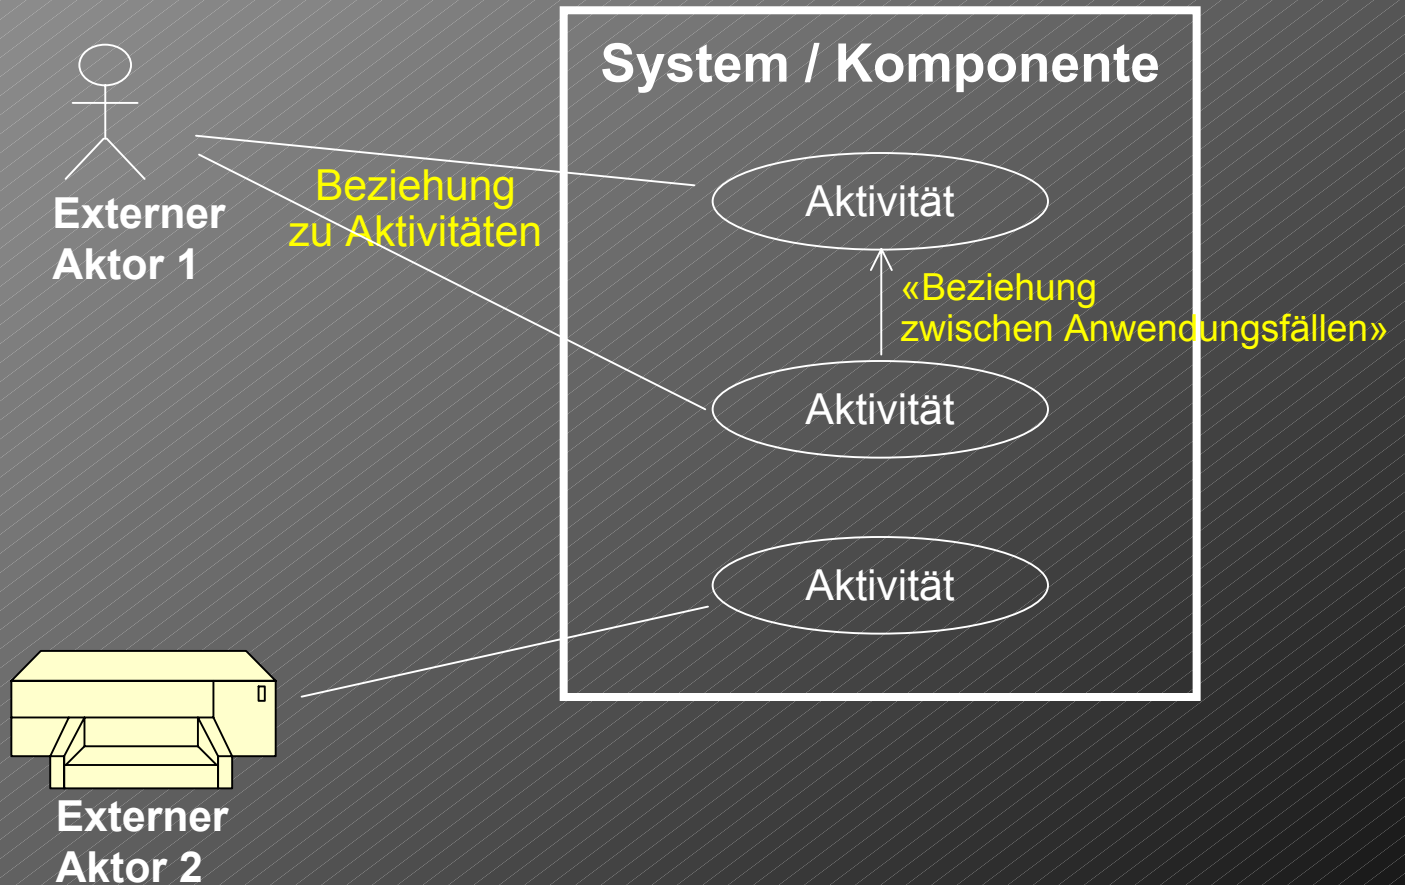 System / Komponente
Externer
Aktor 1
Beziehung
zu Aktivitäten
Aktivität
«Beziehung
zwischen Anwendungsfällen»
Aktivität
Aktivität
Externer
Aktor 2